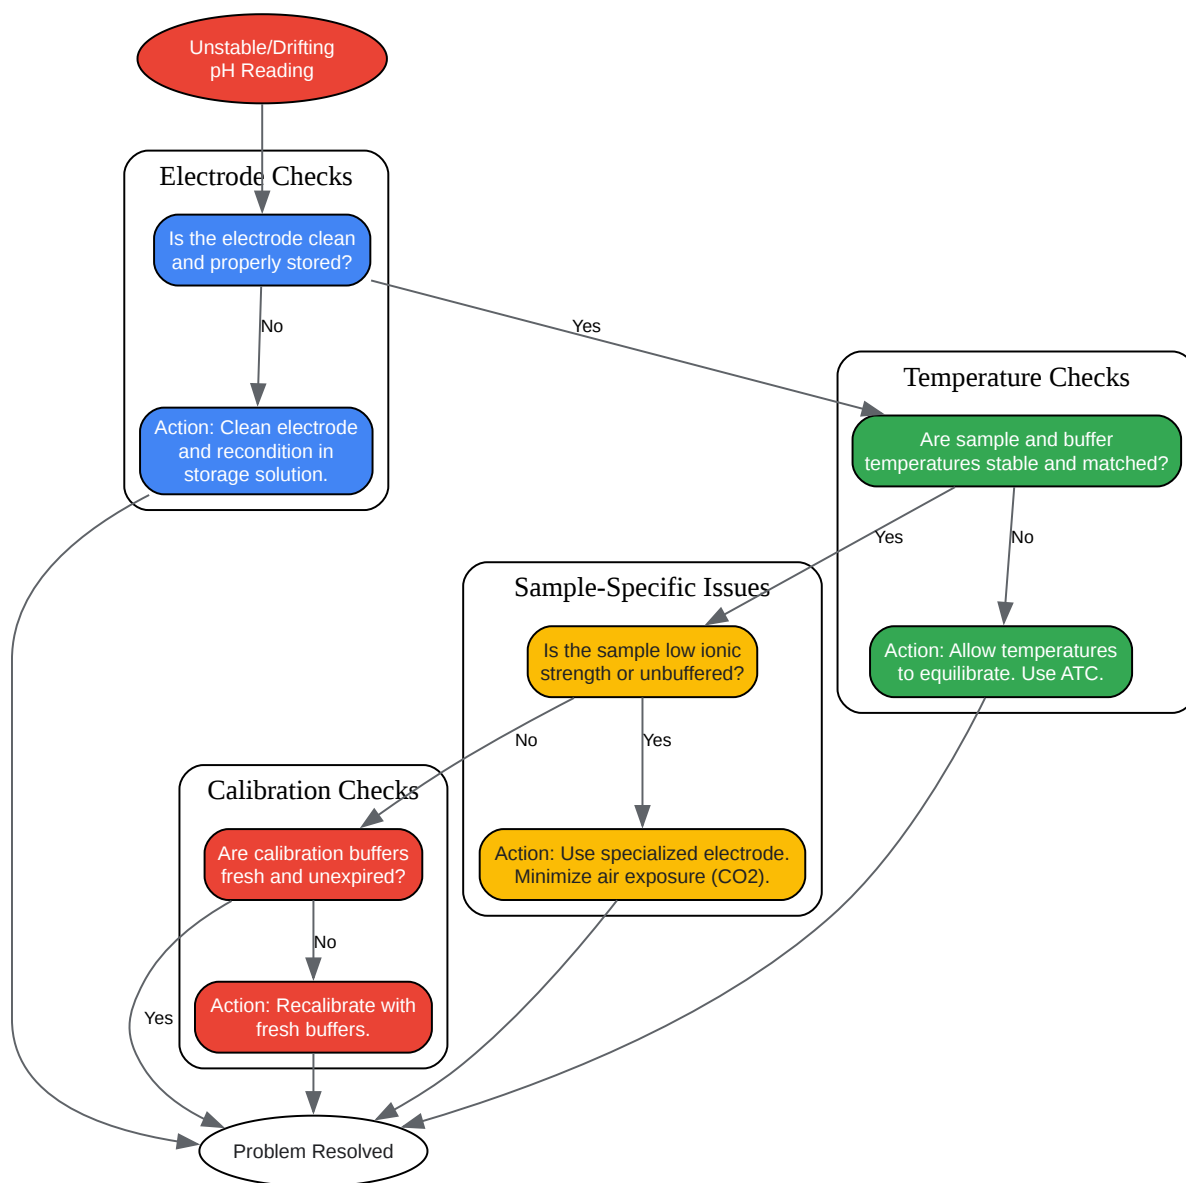 Unstable/Drifting
pH Reading
Electrode Checks
Is the electrode clean
and properly stored?
No
Yes
Action: Clean electrode
and recondition in
storage solution.
Temperature Checks
Are sample and buffer
temperatures stable and matched?
Yes
No
Action: Allow temperatures
to equilibrate. Use ATC.
Sample-Specific Issues
Is the sample low ionic
strength or unbuffered?
No
Yes
Action: Use specialized electrode.
Minimize air exposure (CO2).
Calibration Checks
Are calibration buffers
fresh and unexpired?
No
Yes
Action: Recalibrate with
fresh buffers.
Problem Resolved